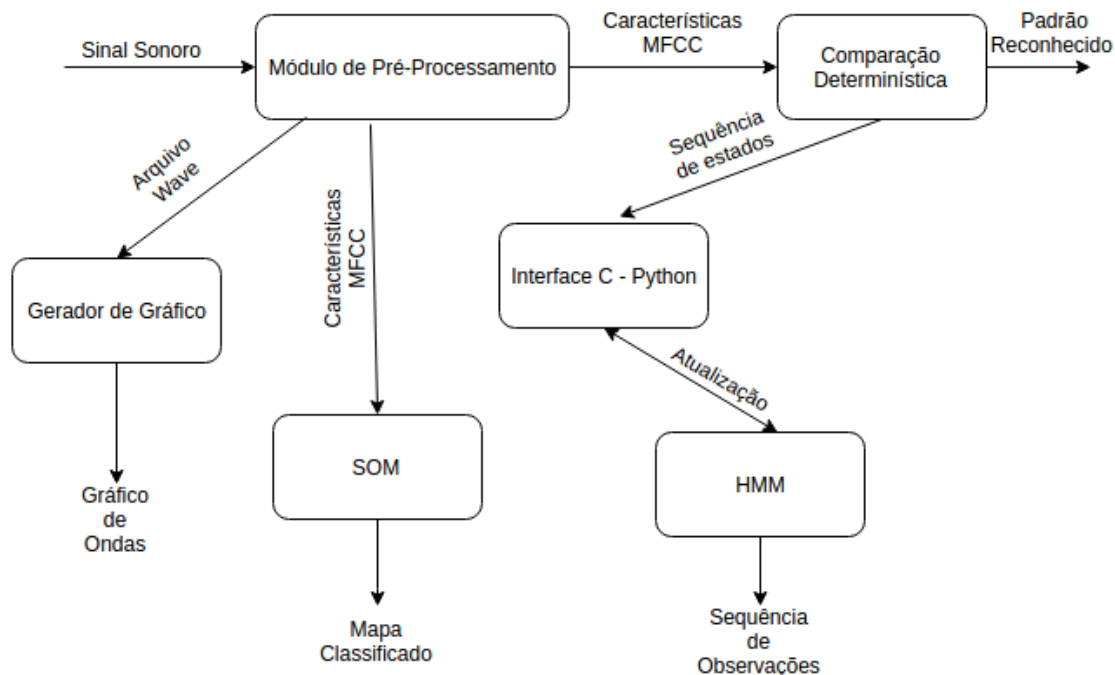 Sinal Sonoro
Módulo de Pré-Processamento
Características
MFCC
Comparação
Determinística
Padrão
Reconhecido
Arquivo
Wave
Características
MFCC
Sequência
de estados
Gerador de Gráfico
Interface C - Python
Atualização
SOM
HMM
Gráfico
de
Ondas
Mapa
Classificado
Sequência
de
Observações